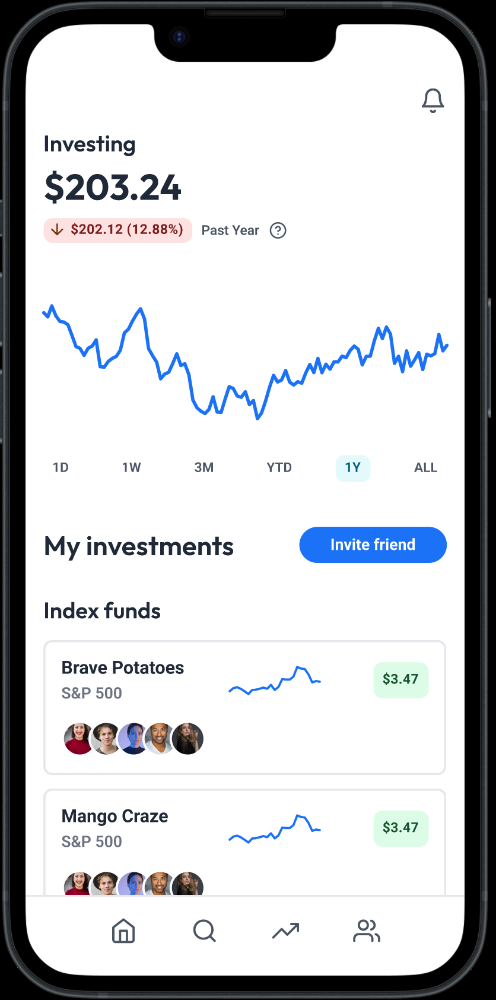 Investing
$203.24
$202.12 (12.88%) Past Year
1D 1W 3M YTD 1Y ALL
My investments Invite friend
Index funds
Brave Potatoes $3.47
S&P 500
Mango Craze $3.47
S&P 500